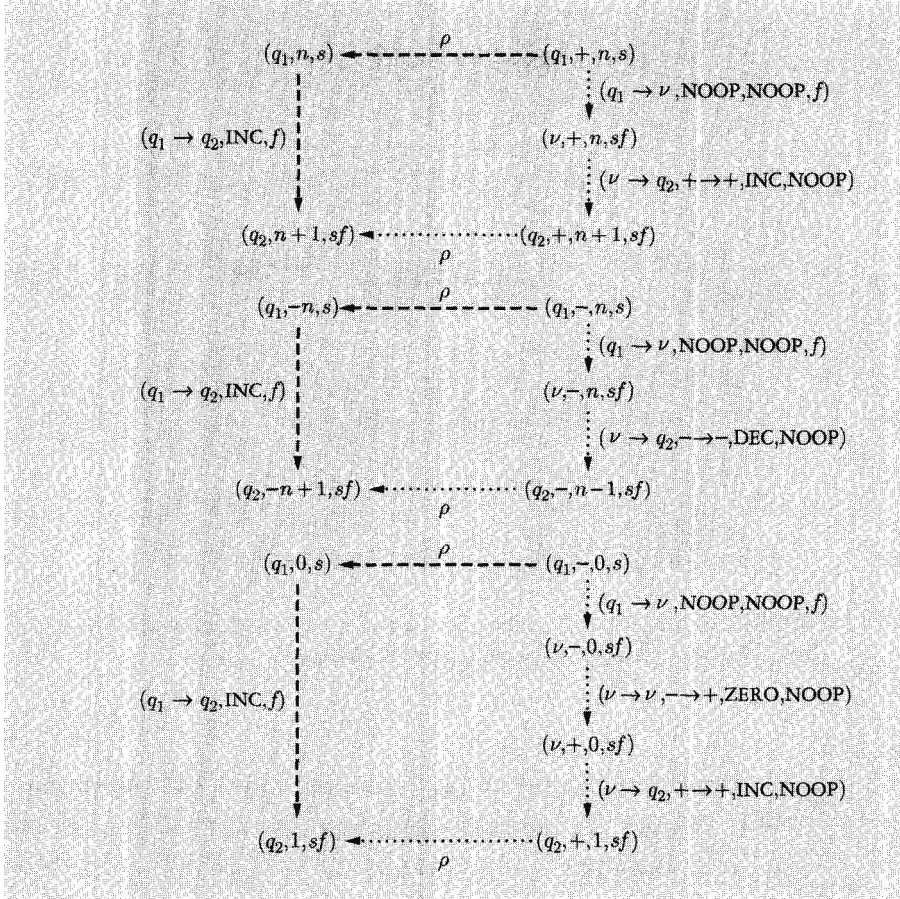 ρ
(q₁,n,s) (q₁,+,n,s)
(q₁ → ν,NOOP,NOOP,f)
(q₁ → q₂,INC,f) (ν,+,n,sf)
(ν → q₂,+→+,INC,NOOP)
(q₂,n+1,sf) (q₂,+,n+1,sf)
ρ
ρ
(q₁,–n,s) (q₁,–,n,s)
(q₁ → ν,NOOP,NOOP,f)
(q₁ → q₂,INC,f) (ν,–,n,sf)
(ν → q₂,–→–,DEC,NOOP)
(q₂,–n+1,sf) (q₂,–,n–1,sf)
ρ
ρ
(q₁,0,s) (q₁,–,0,s)
(q₁ → ν,NOOP,NOOP,f)
(ν,–,0,sf)
(q₁ → q₂,INC,f) (ν → ν,–→+,ZERO,NOOP)
(ν,+,0,sf)
(ν → q₂,+→+,INC,NOOP)
(q₂,1,sf) (q₂,+,1,sf)
ρ